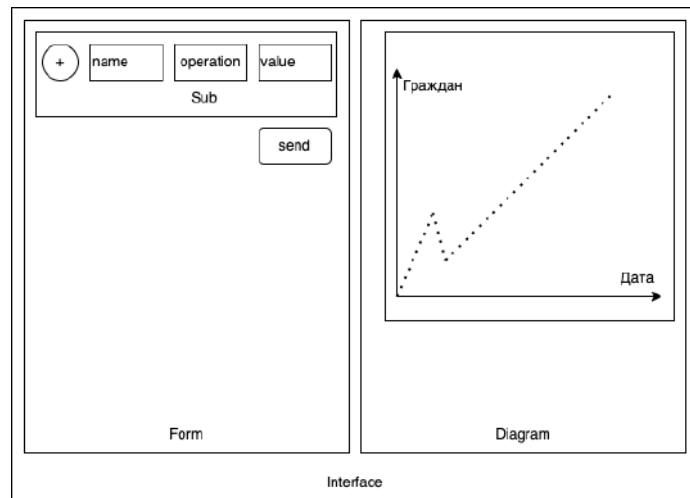 + name operation value
Sub
send
Form
Граждан
Дата
Diagram
Interface